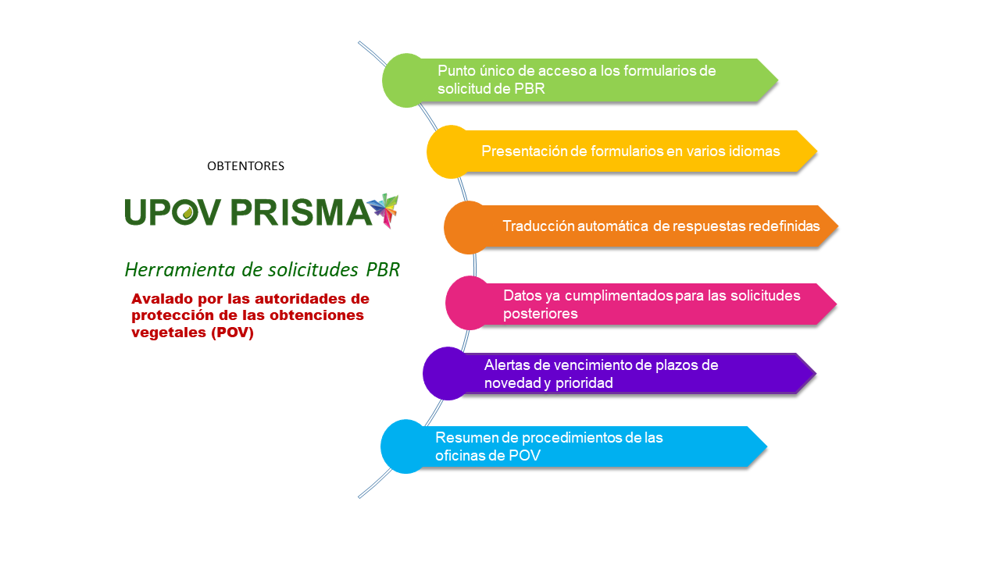 OBTENTORES
UPOV PRISMA
Herramienta de solicitudes PBR
Avalado por las autoridades de
protección de las obtenciones
vegetales (POV)
Punto único de acceso a los formularios de
solicitud de PBR
Presentación de formularios en varios idiomas
Traducción automática de respuestas redefinidas
Datos ya cumplimentados para las solicitudes
posteriores
Alertas de vencimiento de plazos de
novedad y prioridad
Resumen de procedimientos de las
oficinas de POV